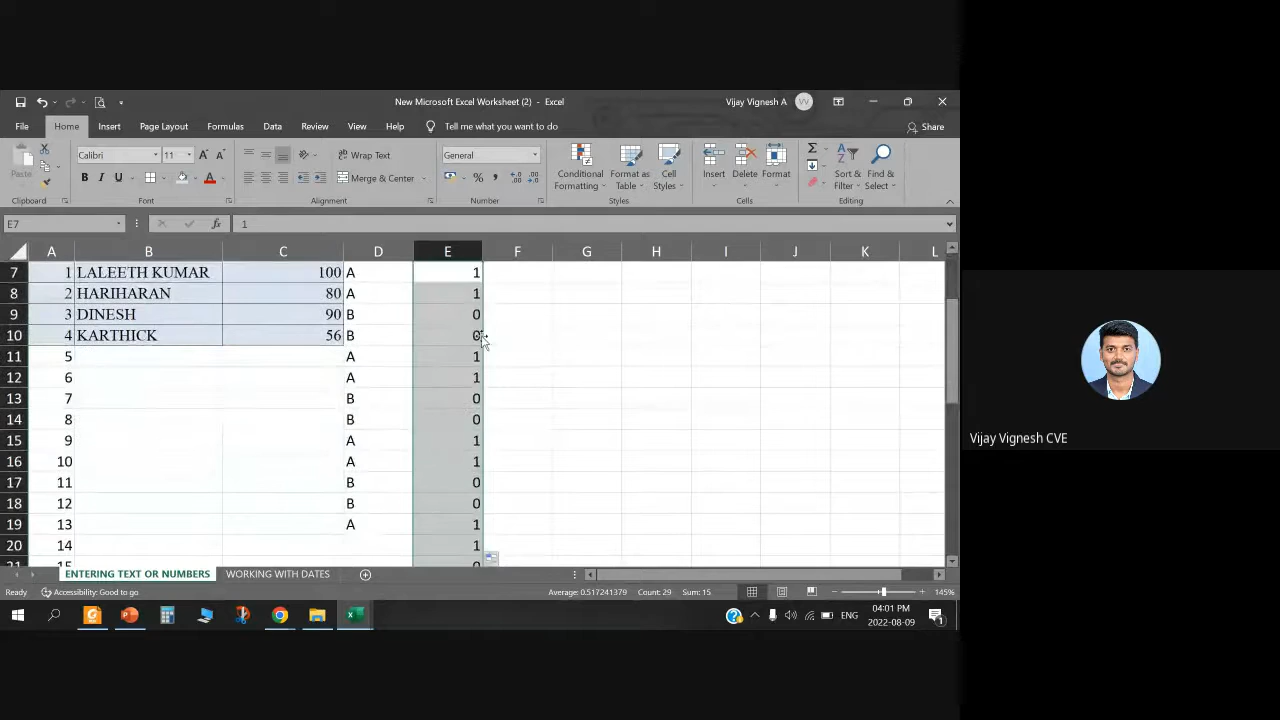 New Microsoft Excel Worksheet (2) - Excel
Vijay Vignesh A VV
File Home Insert Page Layout Formulas Data Review View Help Tell me what you want to do Share
Paste Calibri 11 Wrap Text General Conditional Formatting Format as Table Cell Styles Insert Delete Format Sort & Filter Find & Select
B I U Merge & Center
Clipboard Font Alignment Number Styles Cells Editing
E7 fx 1
A B C D E F G H I J K L
7 1 LALEETH KUMAR 100 A 1
8 2 HARIHARAN 80 A 1
9 3 DINESH 90 B 0
10 4 KARTHICK 56 B 0
11 5 A 1
12 6 A 1
13 7 B 0
14 8 B 0
15 9 A 1
16 10 A 1
17 11 B 0
18 12 B 0
19 13 A 1
20 14 1
21 15 0
ENTERING TEXT OR NUMBERS WORKING WITH DATES
Ready Accessibility: Good to go Average: 0.517241379 Count: 29 Sum: 15 145%
ENG 04:01 PM
2022-08-09
Vijay Vignesh CVE